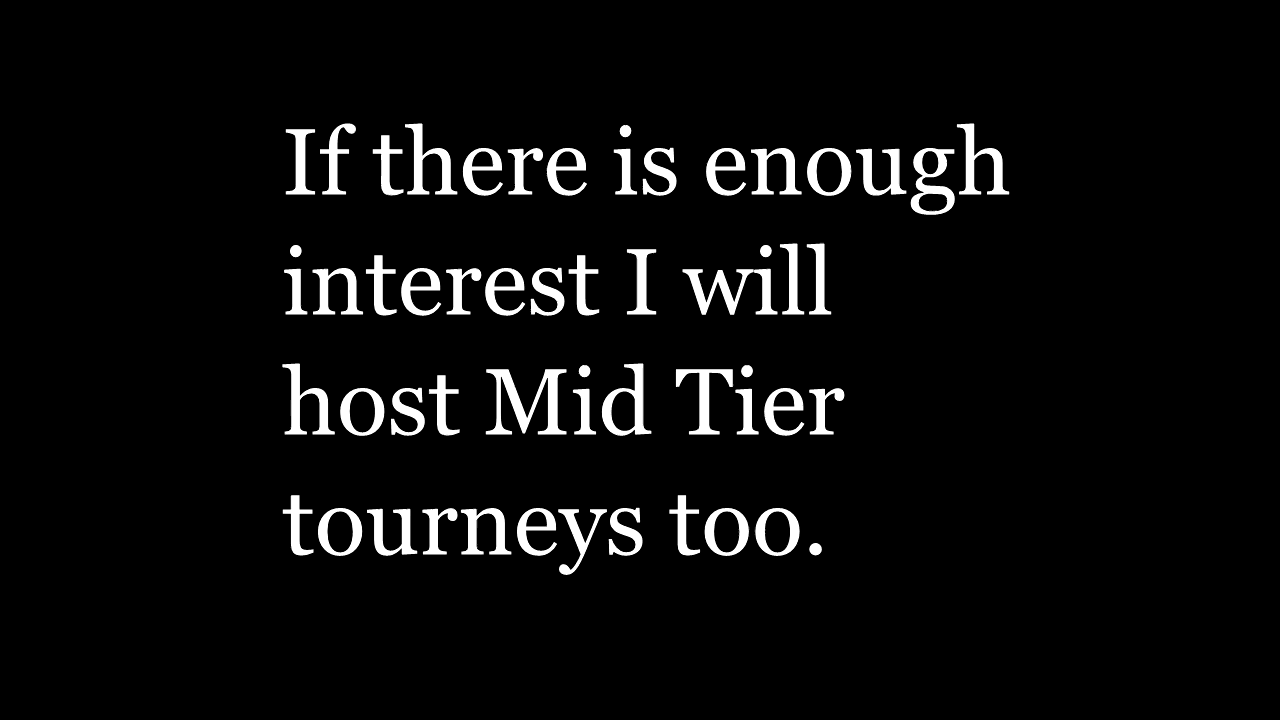 If there is enough
interest I will
host Mid Tier
tourneys too.